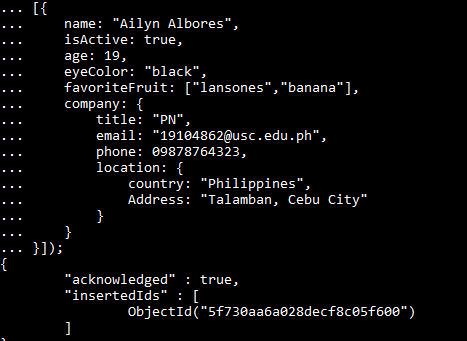 ... [{
...     name: "Ailyn Albores",
...     isActive: true,
...     age: 19,
...     eyeColor: "black",
...     favoriteFruit: ["lansones","banana"],
...     company: {
...         title: "PN",
...         email: "19104862@usc.edu.ph",
...         phone: 09878764323,
...         location: {
...             country: "Philippines",
...             Address: "Talamban, Cebu City"
...         }
...     }
... }]);
{
        "acknowledged" : true,
        "insertedIds" : [
                ObjectId("5f730aa6a028decf8c05f600")
        ]
}